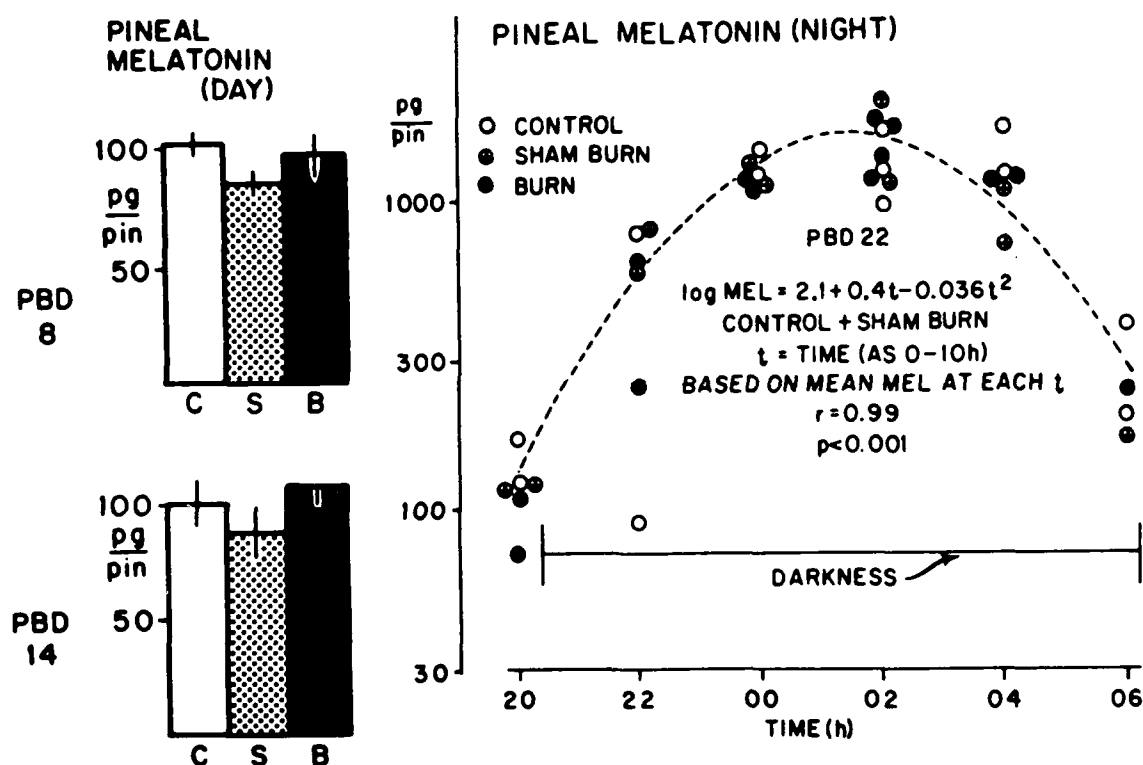 PINEAL
MELATONIN
(DAY)
100
pg
pin
50
PBD
8
C S B
100
pg
pin
50
PBD
14
C S B
PINEAL MELATONIN (NIGHT)
pg
pin
CONTROL
SHAM BURN
BURN
1000
300
100
30
PBD 22
log MEL = 2.1+0.4t-0.036t²
CONTROL + SHAM BURN
t = TIME (AS 0-10h)
BASED ON MEAN MEL AT EACH t
r=0.99
p<0.001
DARKNESS
20 22 00 02 04 06
TIME (h)